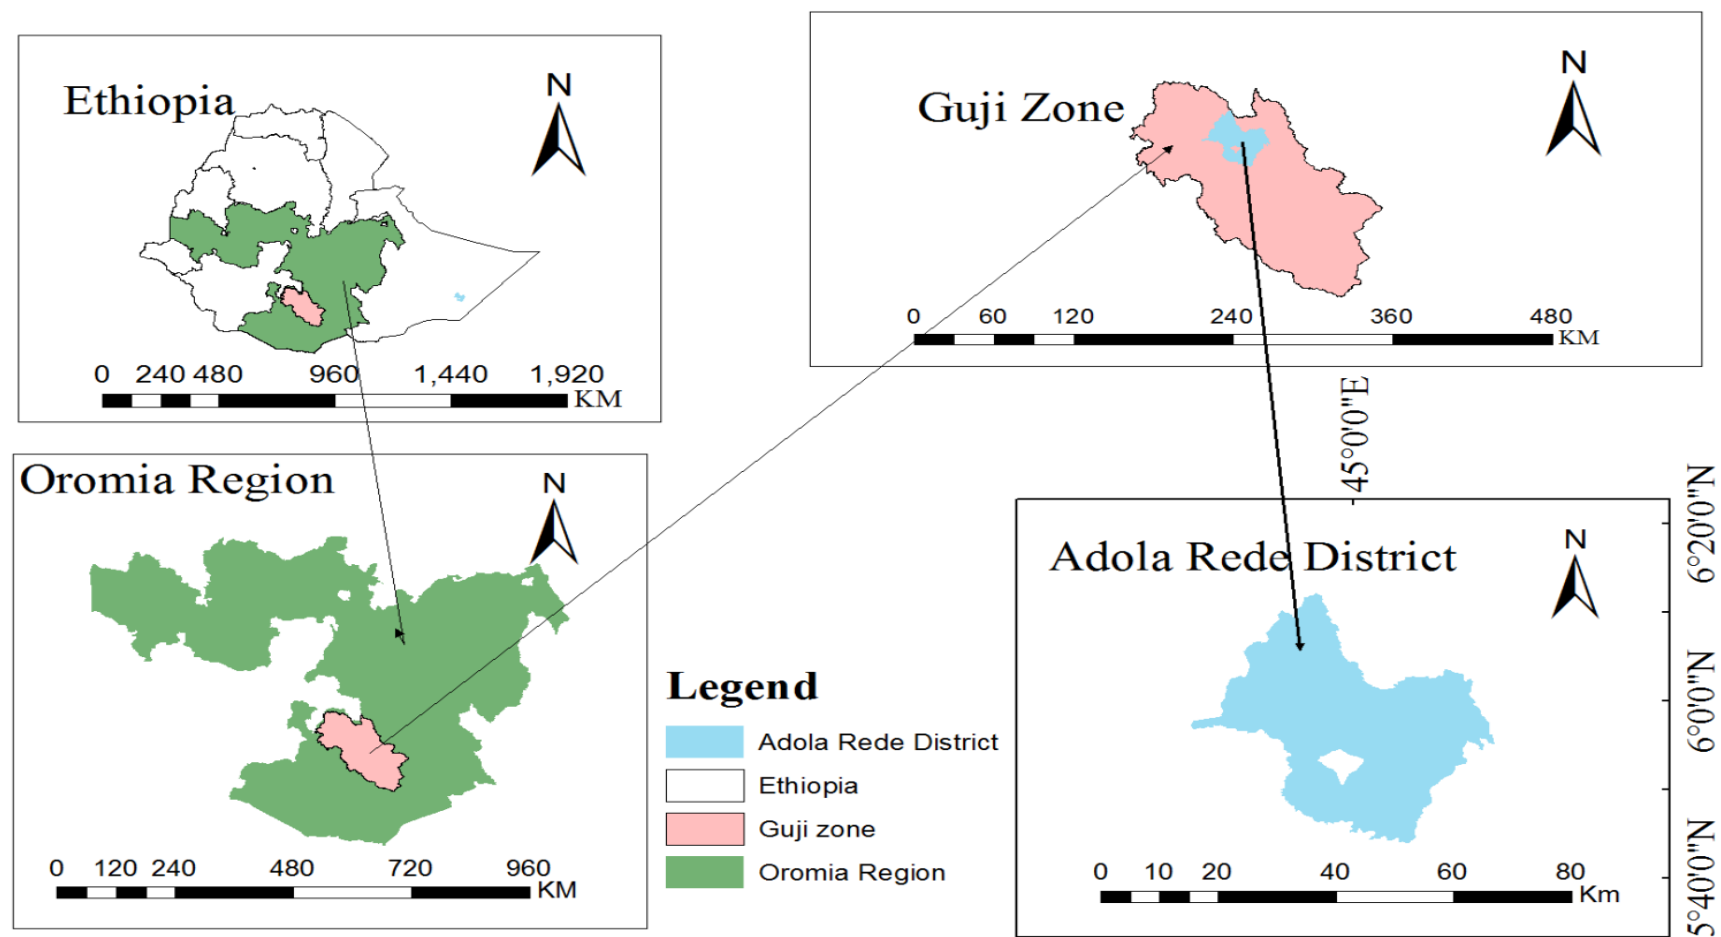 Ethiopia
N
0 240 480 960 1,440 1,920
KM
Guji Zone
N
0 60 120 240 360 480
KM
Oromia Region
N
0 120 240 480 720 960
KM
Legend
Adola Rede District
Ethiopia
Guji zone
Oromia Region
45°0'0"E
Adola Rede District
N
6°20'0"N
6°0'0"N
5°40'0"N
0 10 20 40 60 80
Km